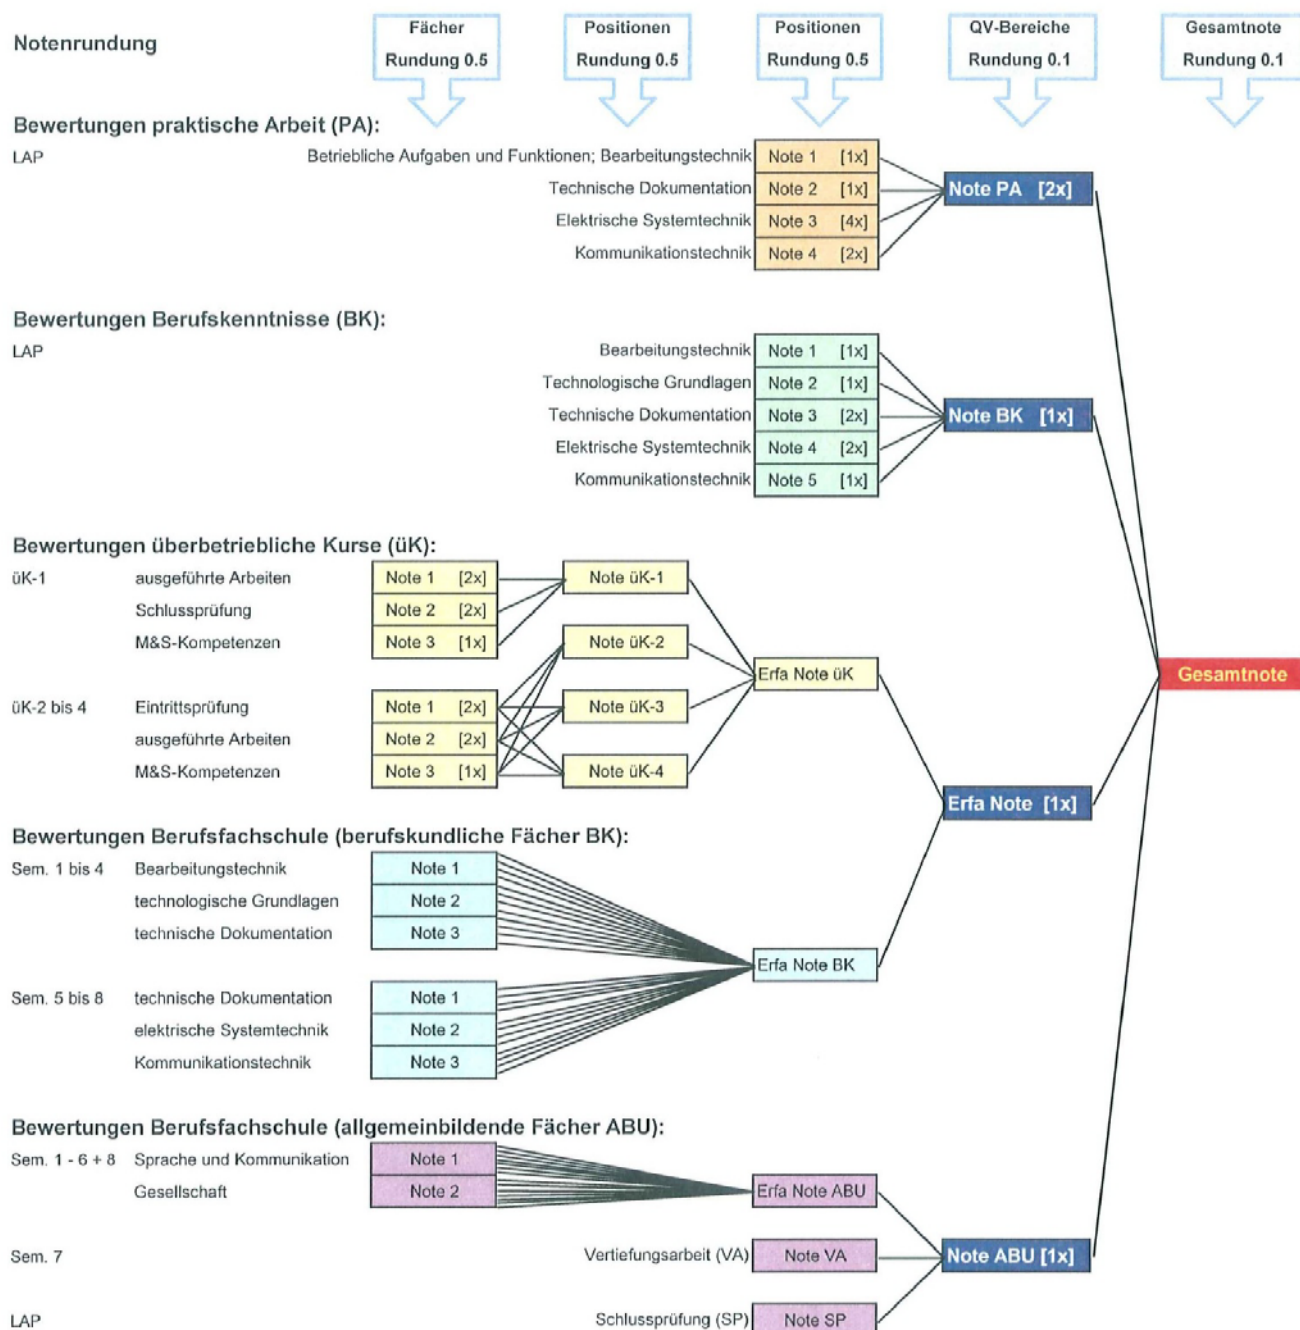 Notenrundung
Fächer
Rundung 0.5
Positionen
Rundung 0.5
Positionen
Rundung 0.5
QV-Bereiche
Rundung 0.1
Gesamtnote
Rundung 0.1
Bewertungen praktische Arbeit (PA):
LAP Betriebliche Aufgaben und Funktionen; Bearbeitungstechnik Note 1 [1x]
Technische Dokumentation Note 2 [1x]
Note PA [2x]
Elektrische Systemtechnik Note 3 [4x]
Kommunikationstechnik Note 4 [2x]
Bewertungen Berufskenntnisse (BK):
LAP Bearbeitungstechnik Note 1 [1x]
Technologische Grundlagen Note 2 [1x]
Technische Dokumentation Note 3 [2x] Note BK [1x]
Elektrische Systemtechnik Note 4 [2x]
Kommunikationstechnik Note 5 [1x]
Bewertungen überbetriebliche Kurse (üK):
üK-1 ausgeführte Arbeiten Note 1 [2x] Note üK-1
Schlussprüfung Note 2 [2x]
M&S-Kompetenzen Note 3 [1x] Note üK-2
Erfa Note üK Gesamtnote
üK-2 bis 4 Eintrittsprüfung Note 1 [2x] Note üK-3
ausgeführte Arbeiten Note 2 [2x]
M&S-Kompetenzen Note 3 [1x] Note üK-4
Erfa Note [1x]
Bewertungen Berufsfachschule (berufskundliche Fächer BK):
Sem. 1 bis 4 Bearbeitungstechnik Note 1
technologische Grundlagen Note 2
technische Dokumentation Note 3
Erfa Note BK
Sem. 5 bis 8 technische Dokumentation Note 1
elektrische Systemtechnik Note 2
Kommunikationstechnik Note 3
Bewertungen Berufsfachschule (allgemeinbildende Fächer ABU):
Sem. 1 - 6 + 8 Sprache und Kommunikation Note 1
Gesellschaft Note 2 Erfa Note ABU
Sem. 7 Vertiefungsarbeit (VA) Note VA Note ABU [1x]
LAP Schlussprüfung (SP) Note SP